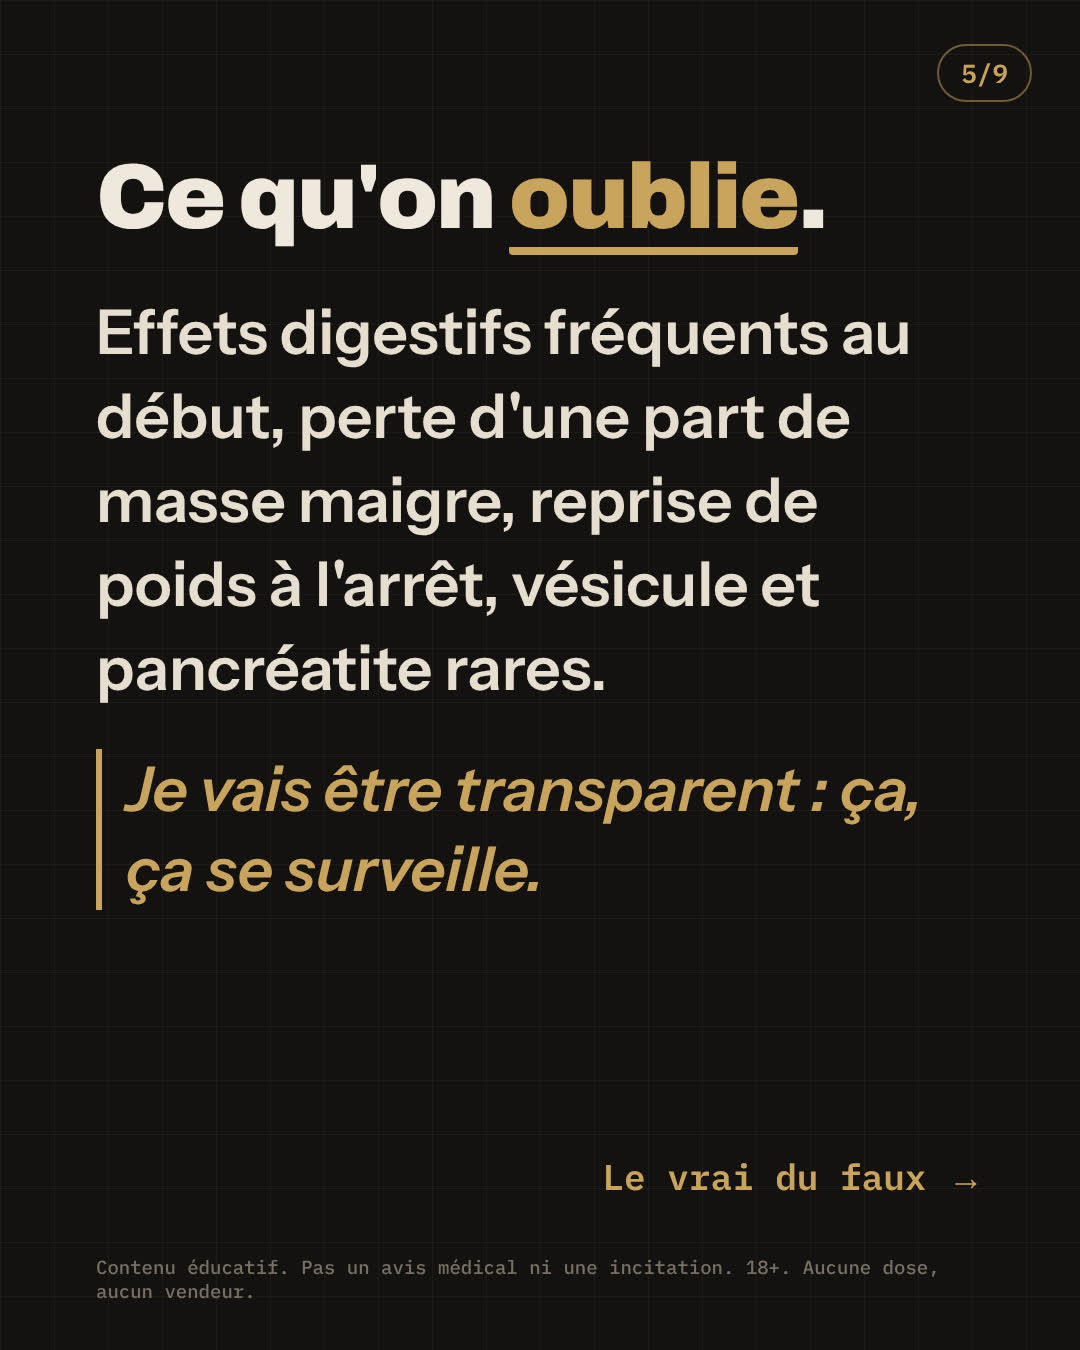 5/9
Ce qu'on oublie.
Effets digestifs fréquents au
début, perte d'une part de
masse maigre, reprise de
poids à l'arrêt, vésicule et
pancréatite rares.
Je vais être transparent : ça,
ça se surveille.
Le vrai du faux →
Contenu éducatif. Pas un avis médical ni une incitation. 18+. Aucune dose,
aucun vendeur.